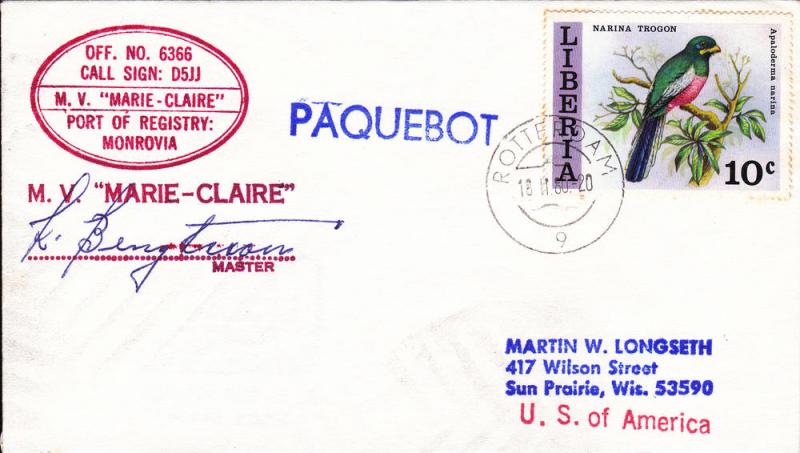 OFF. NO. 6366
CALL SIGN: D5JJ
M. V. "MARIE-CLAIRE"
PORT OF REGISTRY:
MONROVIA
PAQUEBOT
NARINA TROGON
Apaloderma narina
LIBERIA
10c
ROTTERDAM
9
M. V. "MARIE-CLAIRE"
MASTER
MARTIN W. LONGSETH
417 Wilson Street
Sun Prairie, Wis. 53590
U. S. of America